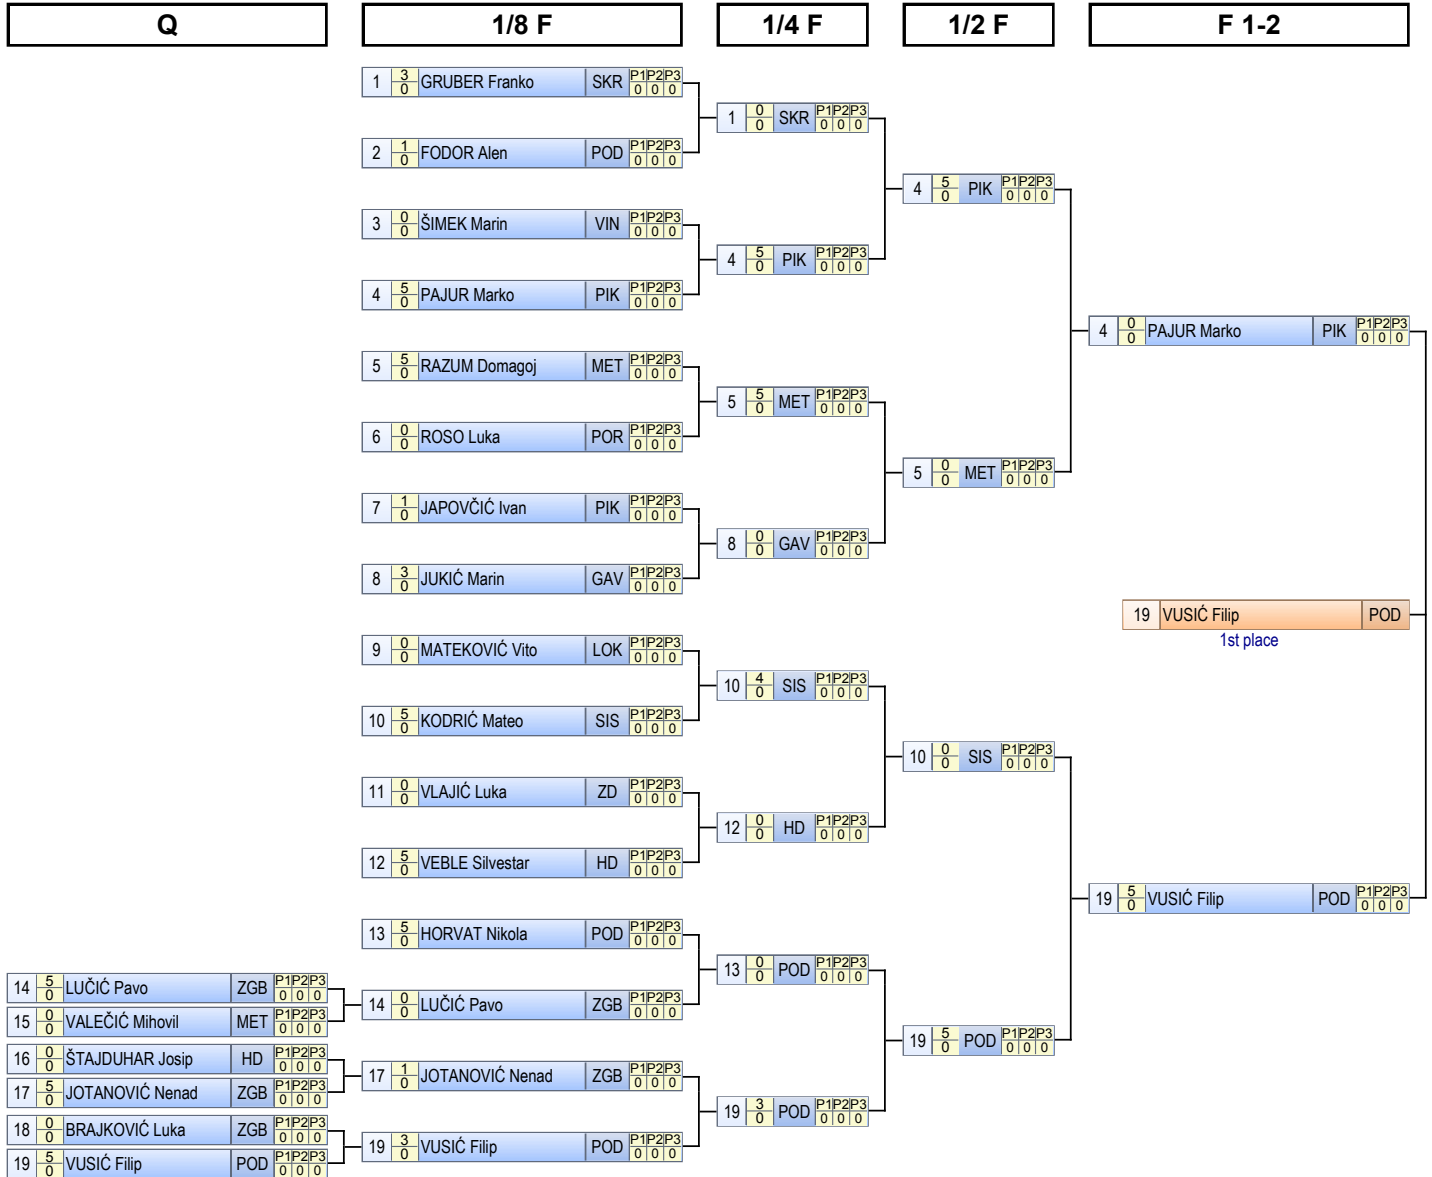 Q 1/8 F 1/4 F 1/2 F F 1-2
1 3 0 GRUBER Franko SKR P1 P2 P3 0 0 0
1 0 0 SKR P1 P2 P3 0 0 0
2 1 0 FODOR Alen POD P1 P2 P3 0 0 0
4 5 0 PIK P1 P2 P3 0 0 0
3 0 0 ŠIMEK Marin VIN P1 P2 P3 0 0 0
4 5 0 PIK P1 P2 P3 0 0 0
4 5 0 PAJUR Marko PIK P1 P2 P3 0 0 0
4 0 0 PAJUR Marko PIK P1 P2 P3 0 0 0
5 5 0 RAZUM Domagoj MET P1 P2 P3 0 0 0
5 5 0 MET P1 P2 P3 0 0 0
6 0 0 ROSO Luka POR P1 P2 P3 0 0 0
5 0 0 MET P1 P2 P3 0 0 0
7 1 0 JAPOVČIĆ Ivan PIK P1 P2 P3 0 0 0
8 0 0 GAV P1 P2 P3 0 0 0
8 3 0 JUKIĆ Marin GAV P1 P2 P3 0 0 0
19 VUSIĆ Filip POD
1st place
9 0 0 MATEKOVIĆ Vito LOK P1 P2 P3 0 0 0
10 4 0 SIS P1 P2 P3 0 0 0
10 5 0 KODRIĆ Mateo SIS P1 P2 P3 0 0 0
10 0 0 SIS P1 P2 P3 0 0 0
11 0 0 VLAJIĆ Luka ZD P1 P2 P3 0 0 0
12 0 0 HD P1 P2 P3 0 0 0
12 5 0 VEBLE Silvestar HD P1 P2 P3 0 0 0
19 5 0 VUSIĆ Filip POD P1 P2 P3 0 0 0
13 5 0 HORVAT Nikola POD P1 P2 P3 0 0 0
13 0 0 POD P1 P2 P3 0 0 0
14 5 0 LUČIĆ Pavo ZGB P1 P2 P3 0 0 0
14 0 0 LUČIĆ Pavo ZGB P1 P2 P3 0 0 0
15 0 0 VALEČIĆ Mihovil MET P1 P2 P3 0 0 0
19 5 0 POD P1 P2 P3 0 0 0
16 0 0 ŠTAJDUHAR Josip HD P1 P2 P3 0 0 0
17 1 0 JOTANOVIĆ Nenad ZGB P1 P2 P3 0 0 0
17 5 0 JOTANOVIĆ Nenad ZGB P1 P2 P3 0 0 0
19 3 0 POD P1 P2 P3 0 0 0
18 0 0 BRAJKOVIĆ Luka ZGB P1 P2 P3 0 0 0
19 3 0 VUSIĆ Filip POD P1 P2 P3 0 0 0
19 5 0 VUSIĆ Filip POD P1 P2 P3 0 0 0